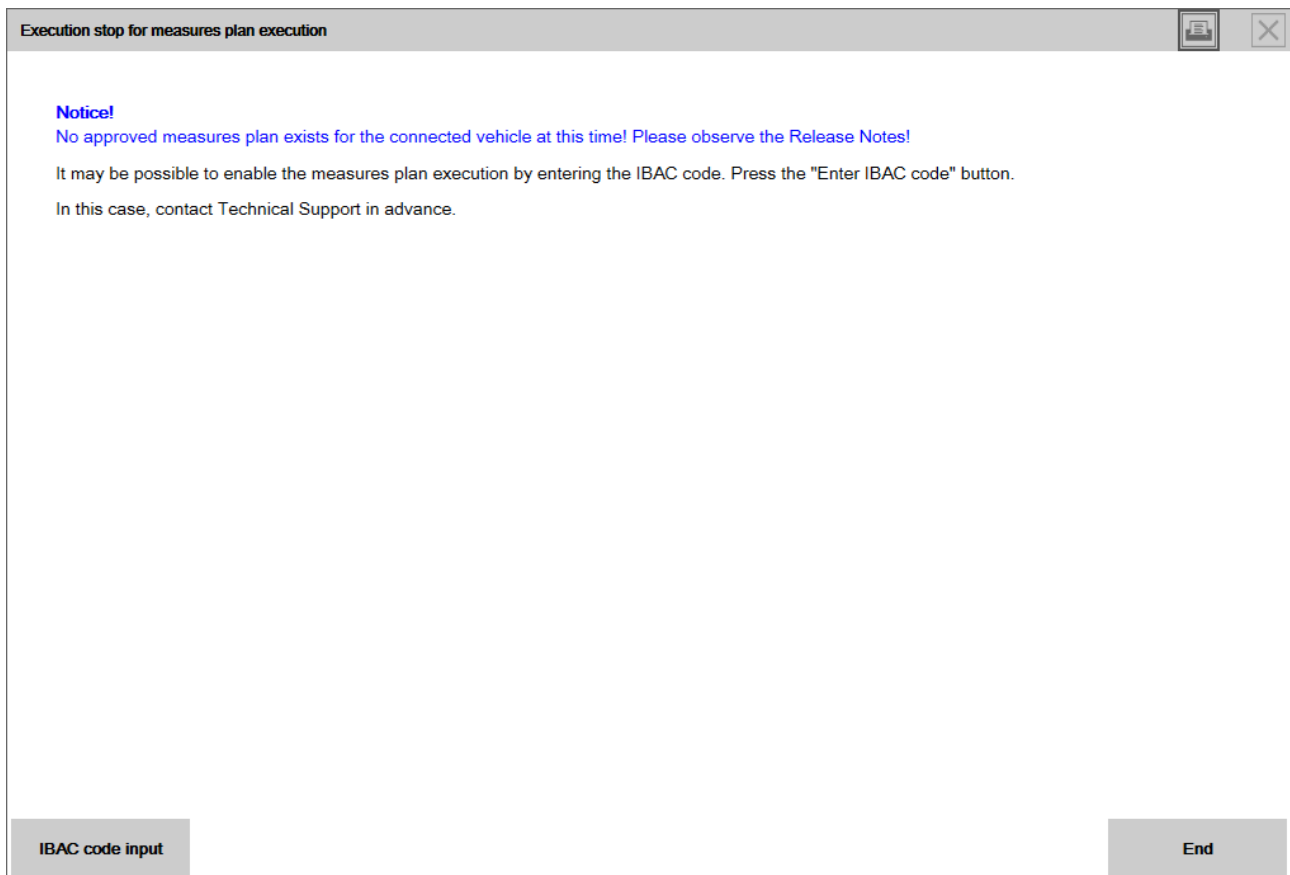 Execution stop for measures plan execution
Notice!
No approved measures plan exists for the connected vehicle at this time! Please observe the Release Notes!
It may be possible to enable the measures plan execution by entering the IBAC code. Press the "Enter IBAC code" button.
In this case, contact Technical Support in advance.
IBAC code input
End